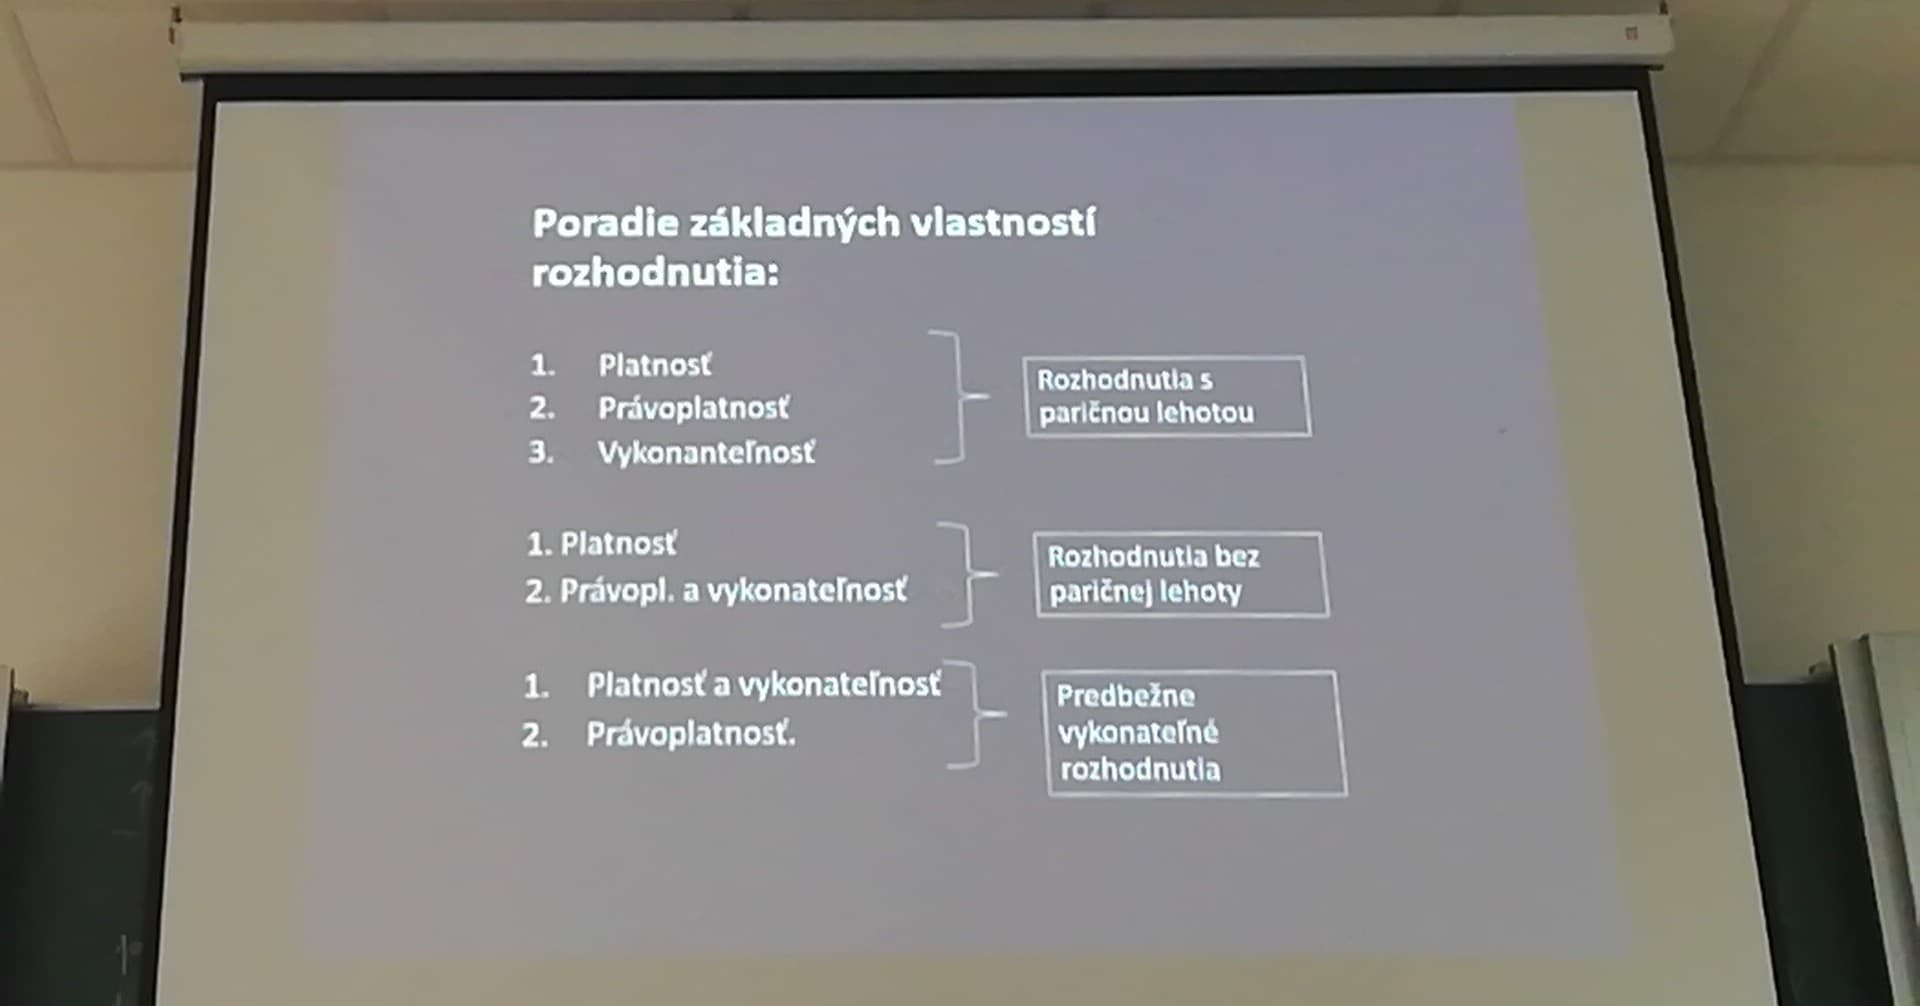 Poradie základných vlastností
rozhodnutia:
1. Platnosť
2. Právoplatnosť
3. Vykonanteľnosť
Rozhodnutia s
paričnou lehotou
1. Platnosť
2. Právopl. a vykonateľnosť
Rozhodnutia bez
paričnej lehoty
1. Platnosť a vykonateľnosť
2. Právoplatnosť.
Predbežne
vykonateľné
rozhodnutia